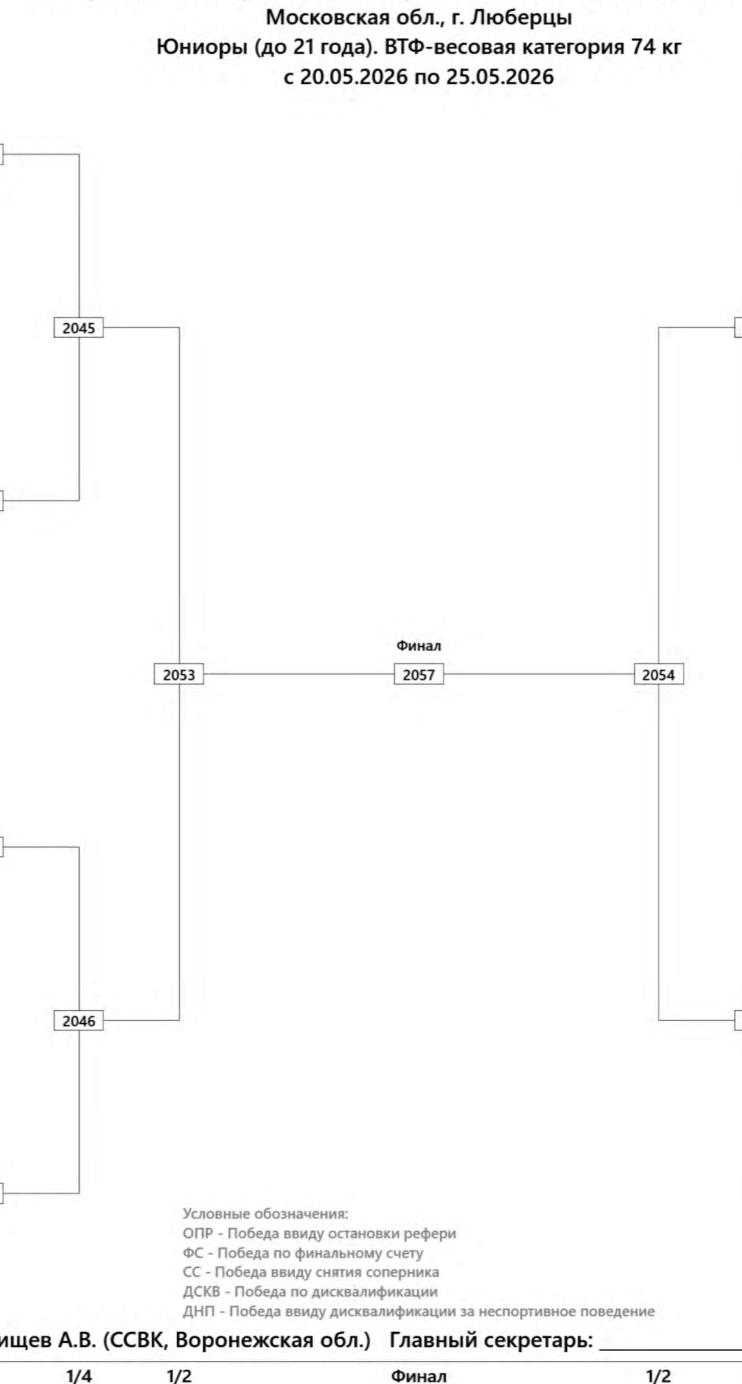 Московская обл., г. Люберцы
Юниоры (до 21 года). ВТФ-весовая категория 74 кг
с 20.05.2026 по 25.05.2026
2045
Финал
2053
2057
2054
2046
Условные обозначения:
ОПР - Победа ввиду остановки рефери
ФС - Победа по финальному счету
СС - Победа ввиду снятия соперника
ДСКВ - Победа по дисквалификации
ДНП - Победа ввиду дисквалификации за неспортивное поведение
ищев А.В. (ССВК, Воронежская обл.) Главный секретарь:
1/4 1/2 Финал 1/2